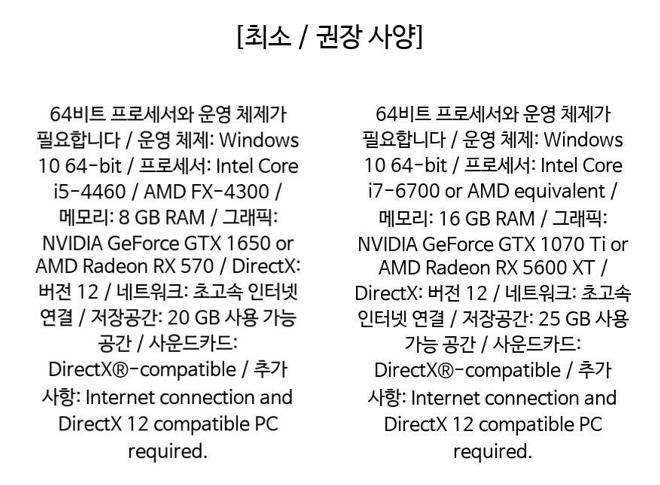 [최소 / 권장 사양]
64비트 프로세서와 운영 체제가
필요합니다 / 운영 체제: Windows
10 64-bit / 프로세서: Intel Core
i5-4460 / AMD FX-4300 /
메모리: 8 GB RAM / 그래픽:
NVIDIA GeForce GTX 1650 or
AMD Radeon RX 570 / DirectX:
버전 12 / 네트워크: 초고속 인터넷
연결 / 저장공간: 20 GB 사용 가능
공간 / 사운드카드:
DirectX®-compatible / 추가
사항: Internet connection and
DirectX 12 compatible PC
required.
64비트 프로세서와 운영 체제가
필요합니다 / 운영 체제: Windows
10 64-bit / 프로세서: Intel Core
i7-6700 or AMD equivalent /
메모리: 16 GB RAM / 그래픽:
NVIDIA GeForce GTX 1070 Ti or
AMD Radeon RX 5600 XT /
DirectX: 버전 12 / 네트워크: 초고속
인터넷 연결 / 저장공간: 25 GB 사용
가능 공간 / 사운드카드:
DirectX®-compatible / 추가
사항: Internet connection and
DirectX 12 compatible PC
required.